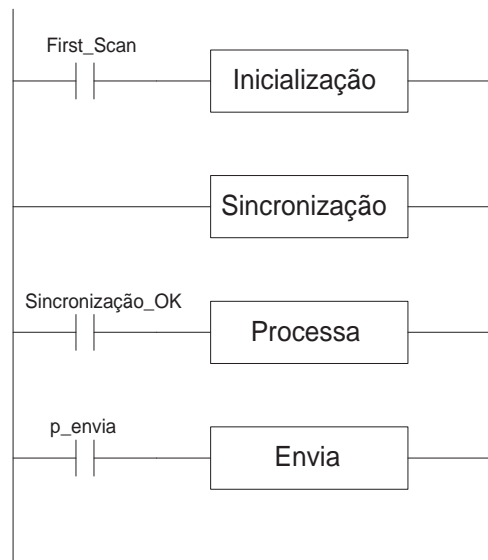 First_Scan
Inicialização
Sincronização
Sincronização_OK
Processa
p_envia
Envia